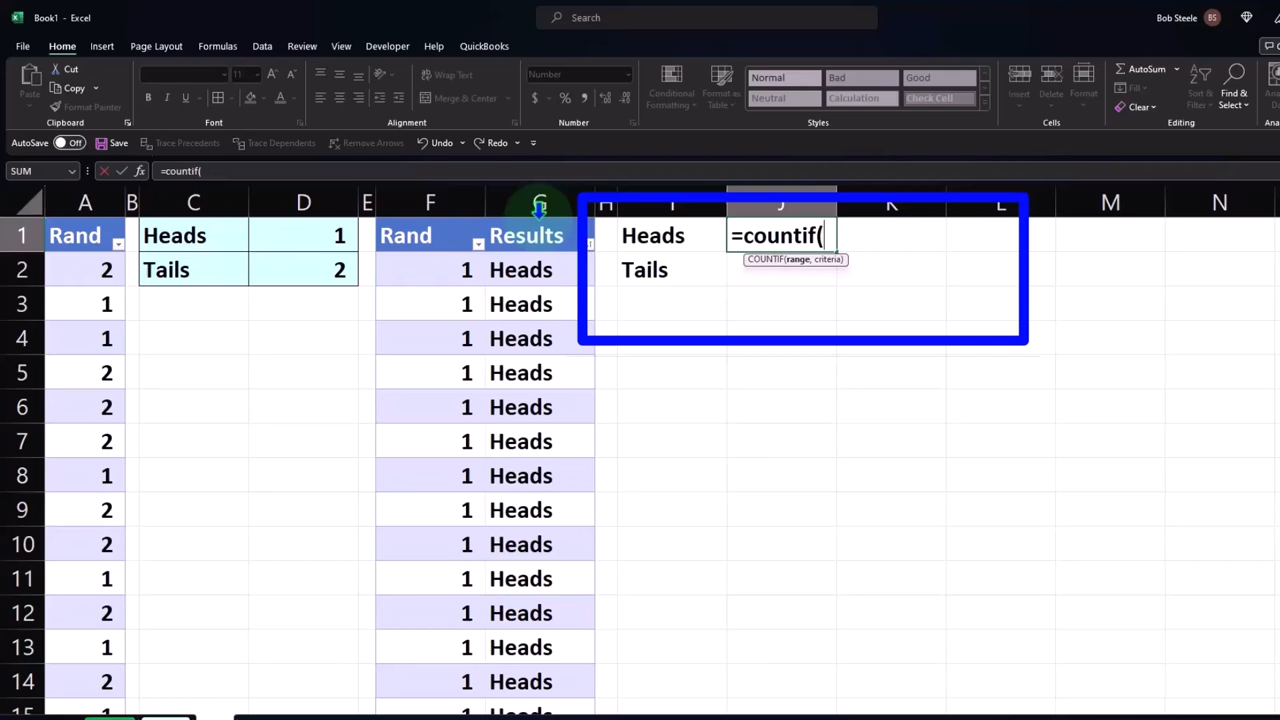 Book1 - Excel
Search
Bob Steele
BS
File Home Insert Page Layout Formulas Data Review View Developer Help QuickBooks
Cut
Copy
Format Painter
Paste
Clipboard
11
B I U
Font
Wrap Text
Merge & Center
Alignment
Number
Number
Conditional Formatting
Format as Table
Normal Bad Good
Neutral Calculation Check Cell
Styles
Insert Delete Format
Cells
AutoSum
Fill
Clear
Sort & Filter
Find & Select
Editing
AutoSave Off Save Trace Precedents Trace Dependents Remove Arrows Undo Redo
SUM =countif(
A B C D E F G H I J K L M N
1 Rand Heads 1 Rand Results Heads =countif(
COUNTIF(range, criteria)
2 2 Tails 2 1 Heads Tails
3 1 1 Heads
4 1 1 Heads
5 2 1 Heads
6 2 1 Heads
7 2 1 Heads
8 1 1 Heads
9 2 1 Heads
10 2 1 Heads
11 1 1 Heads
12 2 1 Heads
13 1 1 Heads
14 2 1 Heads
15 1 1 Heads